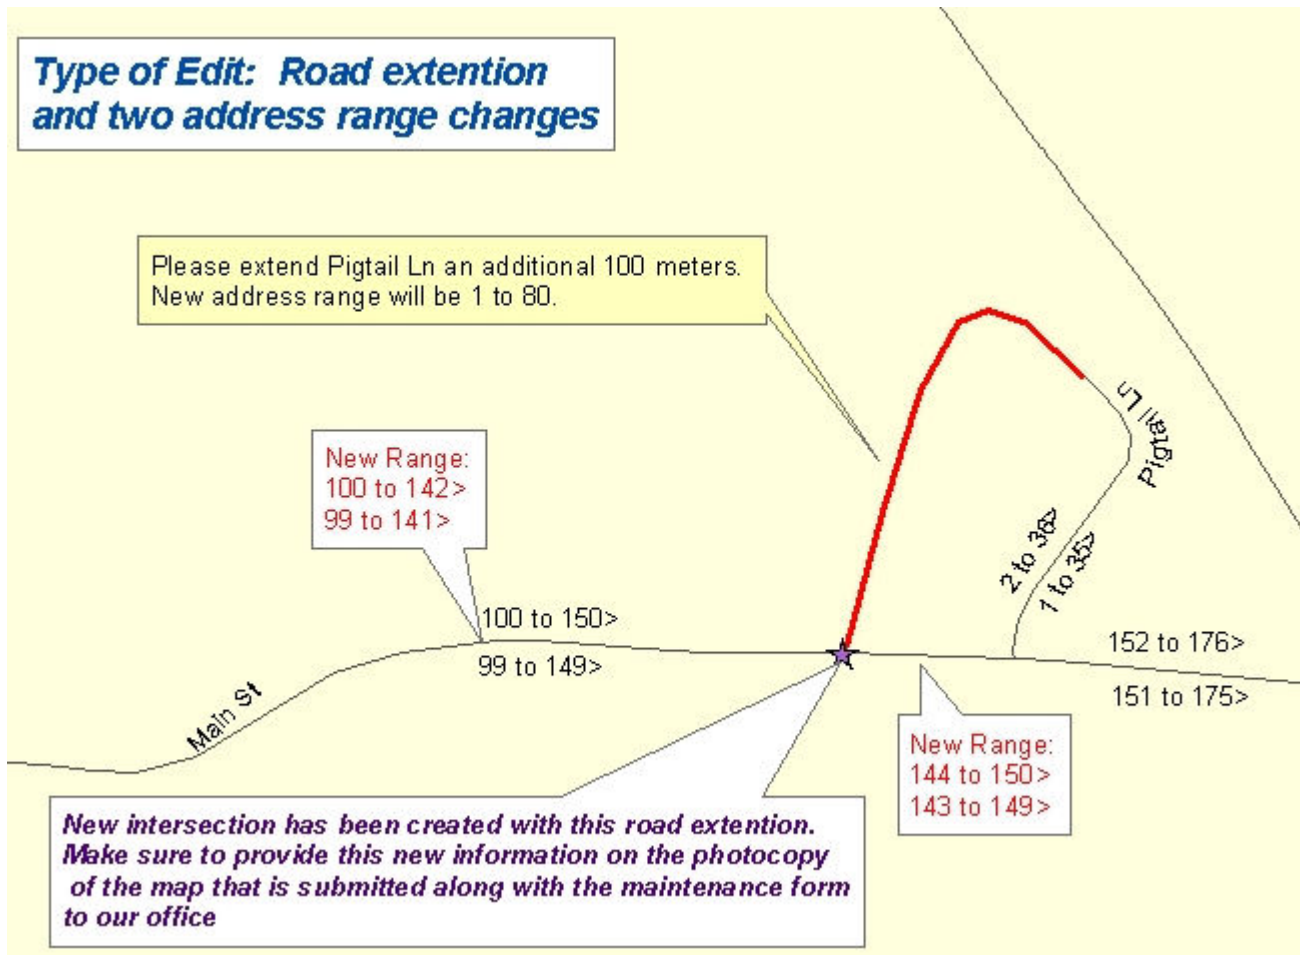 Type of Edit:  Road extention
and two address range changes
Please extend Pigtail Ln an additional 100 meters.
New address range will be 1 to 80.
Pigtail Ln
New Range:
100 to 142>
99 to 141>
2 to 36>
1 to 35>
100 to 150>
99 to 149>
152 to 176>
151 to 175>
Main St
New Range:
144 to 150>
143 to 149>
New intersection has been created with this road extention.
Make sure to provide this new information on the photocopy
of the map that is submitted along with the maintenance form
to our office